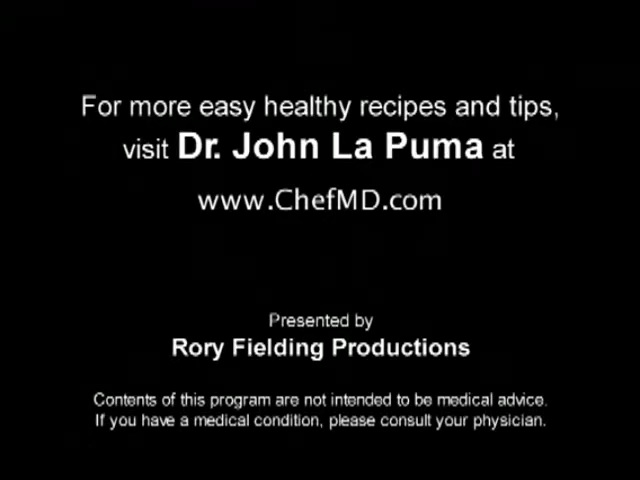 For more easy healthy recipes and tips,
visit Dr. John La Puma at
www.ChefMD.com
Presented by
Rory Fielding Productions
Contents of this program are not intended to be medical advice.
If you have a medical condition, please consult your physician.